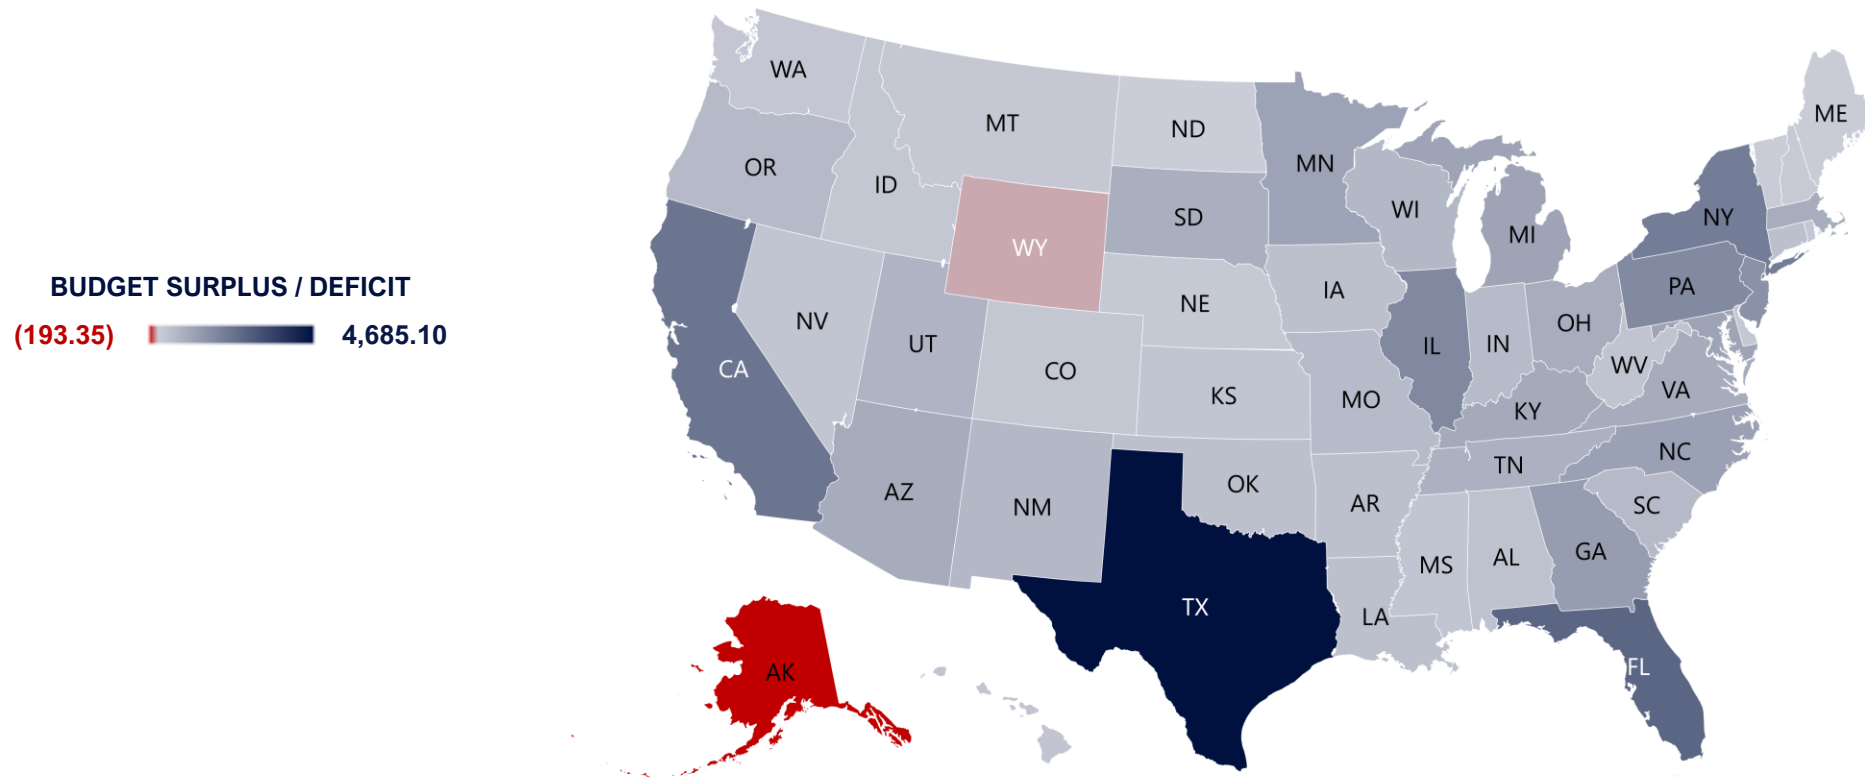 BUDGET SURPLUS / DEFICIT
(193.35) 4,685.10
WA
MT
ND
MN
ME
OR
ID
SD
WI
MI
NY
WY
NE
IA
PA
NV
UT
CO
IL
IN
OH
CA
KS
MO
WV
VA
KY
AZ
NM
OK
AR
TN
NC
SC
TX
LA
MS
AL
GA
AK
FL